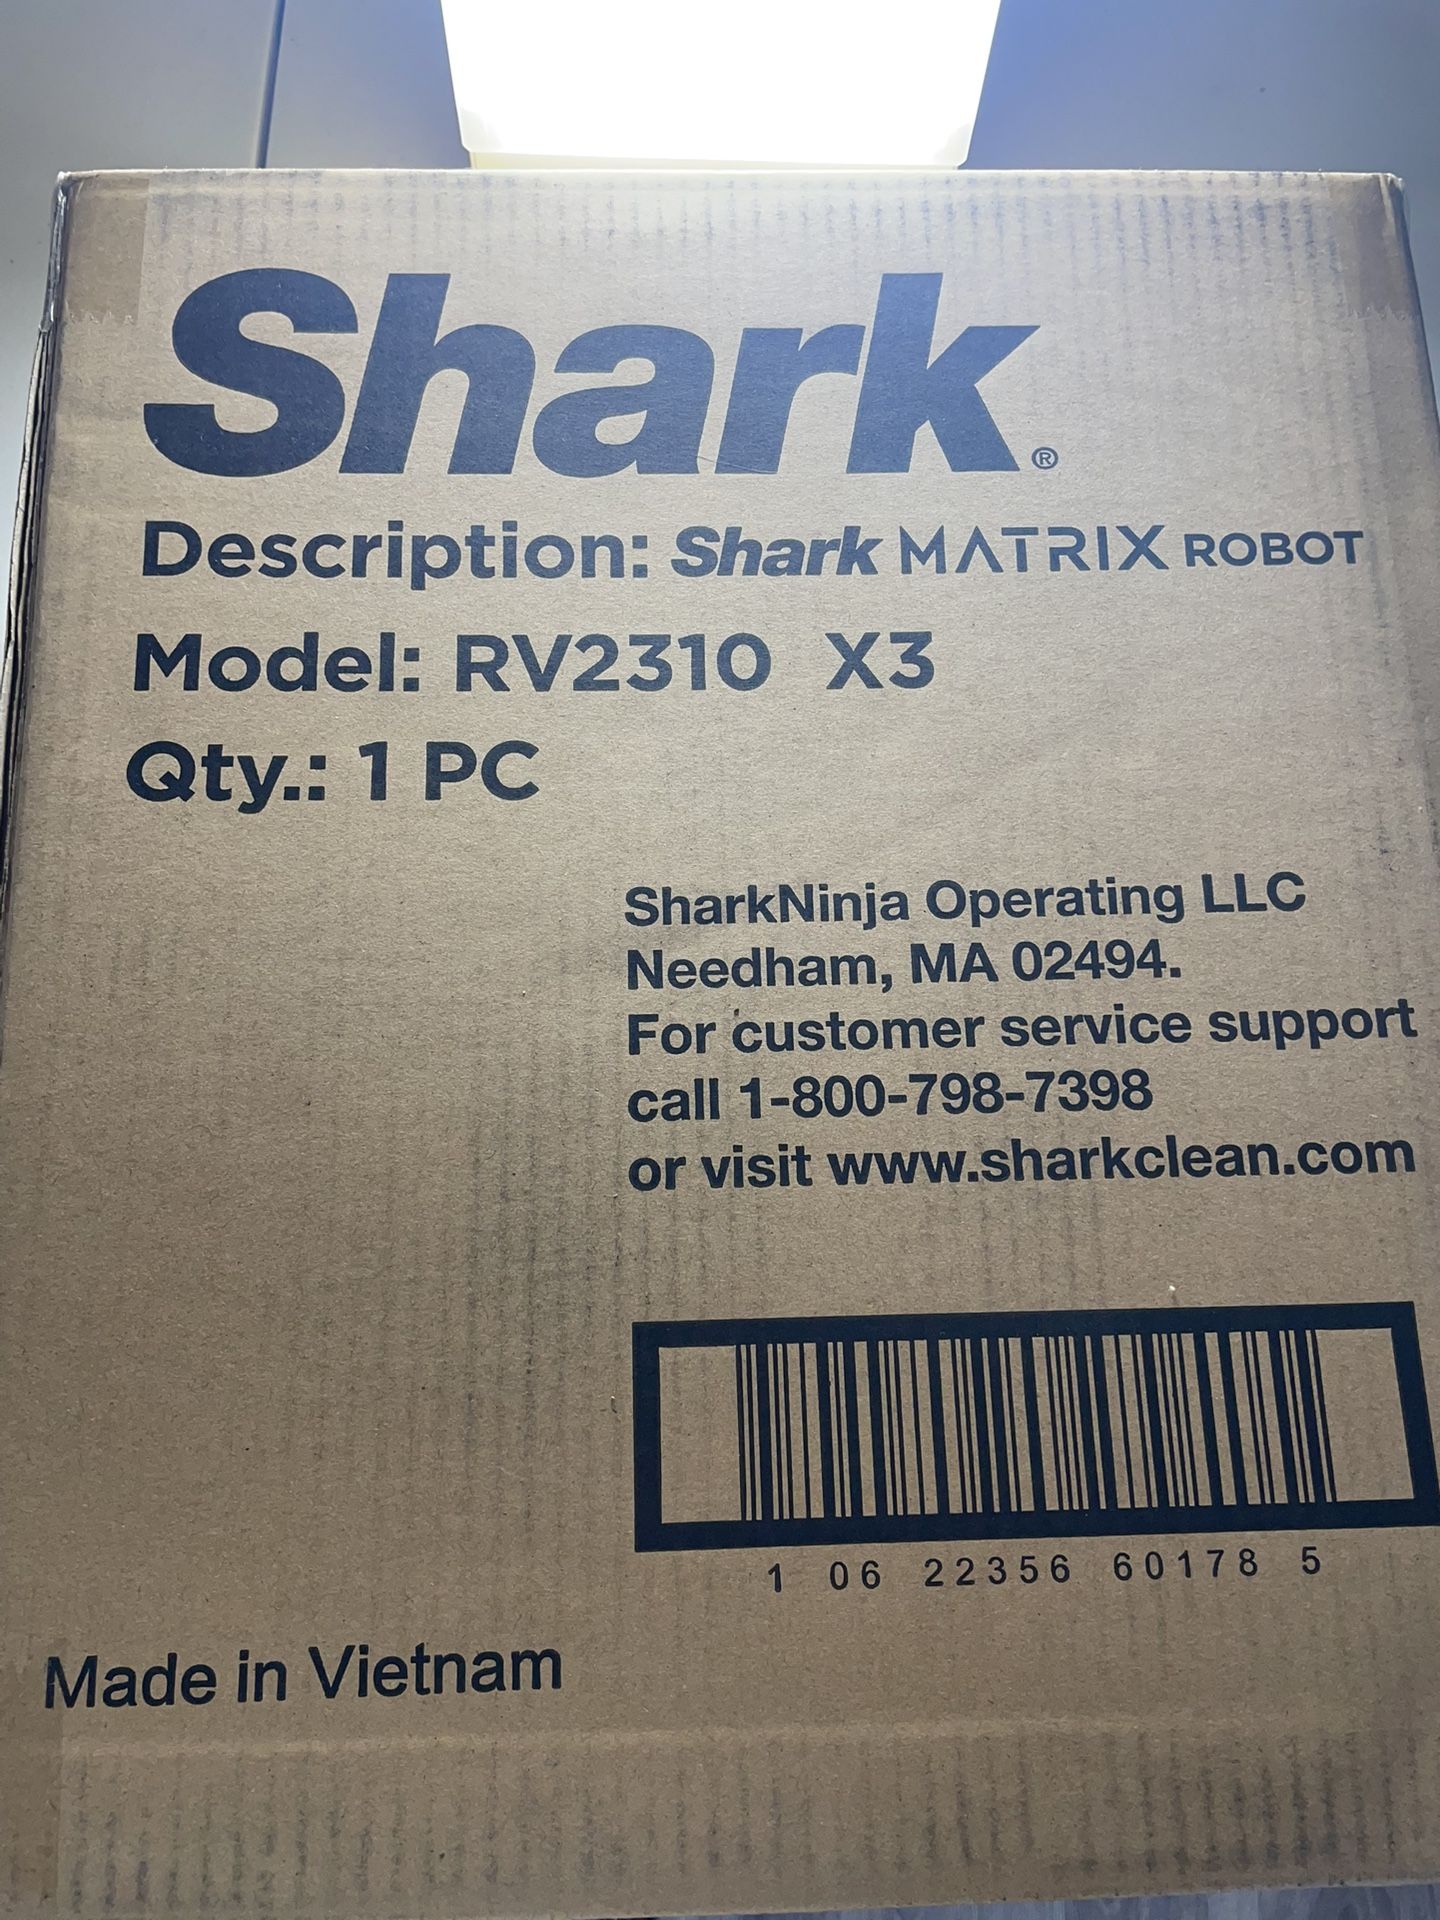 Shark®
Description: Shark MATRIX ROBOT
Model: RV2310 X3
Qty.: 1 PC
SharkNinja Operating LLC
Needham, MA 02494.
For customer service support
call 1-800-798-7398
or visit www.sharkclean.com
1 06 22356 60178 5
Made in Vietnam